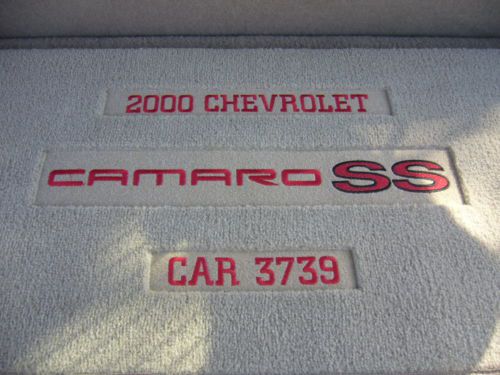 2000 CHEVROLET
CAMARO SS
CAR 3739